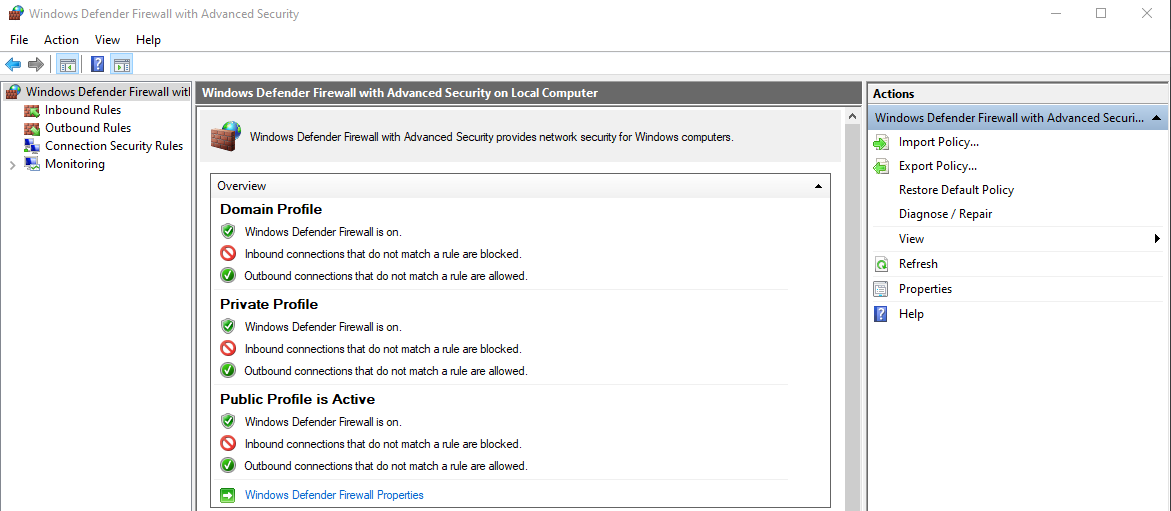 Windows Defender Firewall with Advanced Security
File Action View Help
Windows Defender Firewall witl
Inbound Rules
Outbound Rules
Connection Security Rules
Monitoring
Windows Defender Firewall with Advanced Security on Local Computer
Windows Defender Firewall with Advanced Security provides network security for Windows computers.
Overview
Domain Profile
Windows Defender Firewall is on.
Inbound connections that do not match a rule are blocked.
Outbound connections that do not match a rule are allowed.
Private Profile
Windows Defender Firewall is on.
Inbound connections that do not match a rule are blocked.
Outbound connections that do not match a rule are allowed.
Public Profile is Active
Windows Defender Firewall is on.
Inbound connections that do not match a rule are blocked.
Outbound connections that do not match a rule are allowed.
Windows Defender Firewall Properties
Actions
Windows Defender Firewall with Advanced Securi...
Import Policy...
Export Policy...
Restore Default Policy
Diagnose / Repair
View
Refresh
Properties
Help